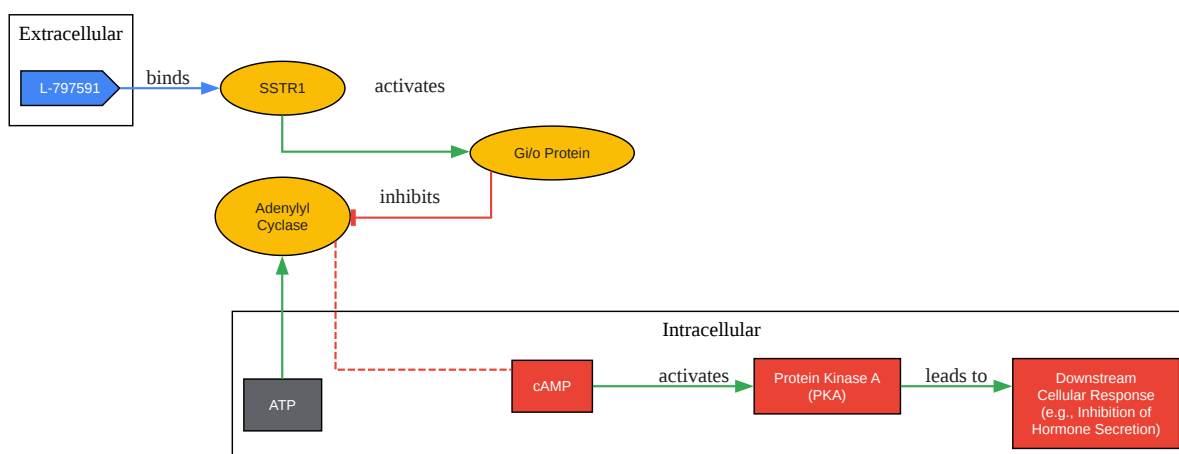 Extracellular
L-797591
binds
SSTR1
activates
Gi/o Protein
inhibits
Adenylyl
Cyclase
Intracellular
ATP
cAMP
activates
Protein Kinase A
(PKA)
leads to
Downstream
Cellular Response
(e.g., Inhibition of
Hormone Secretion)